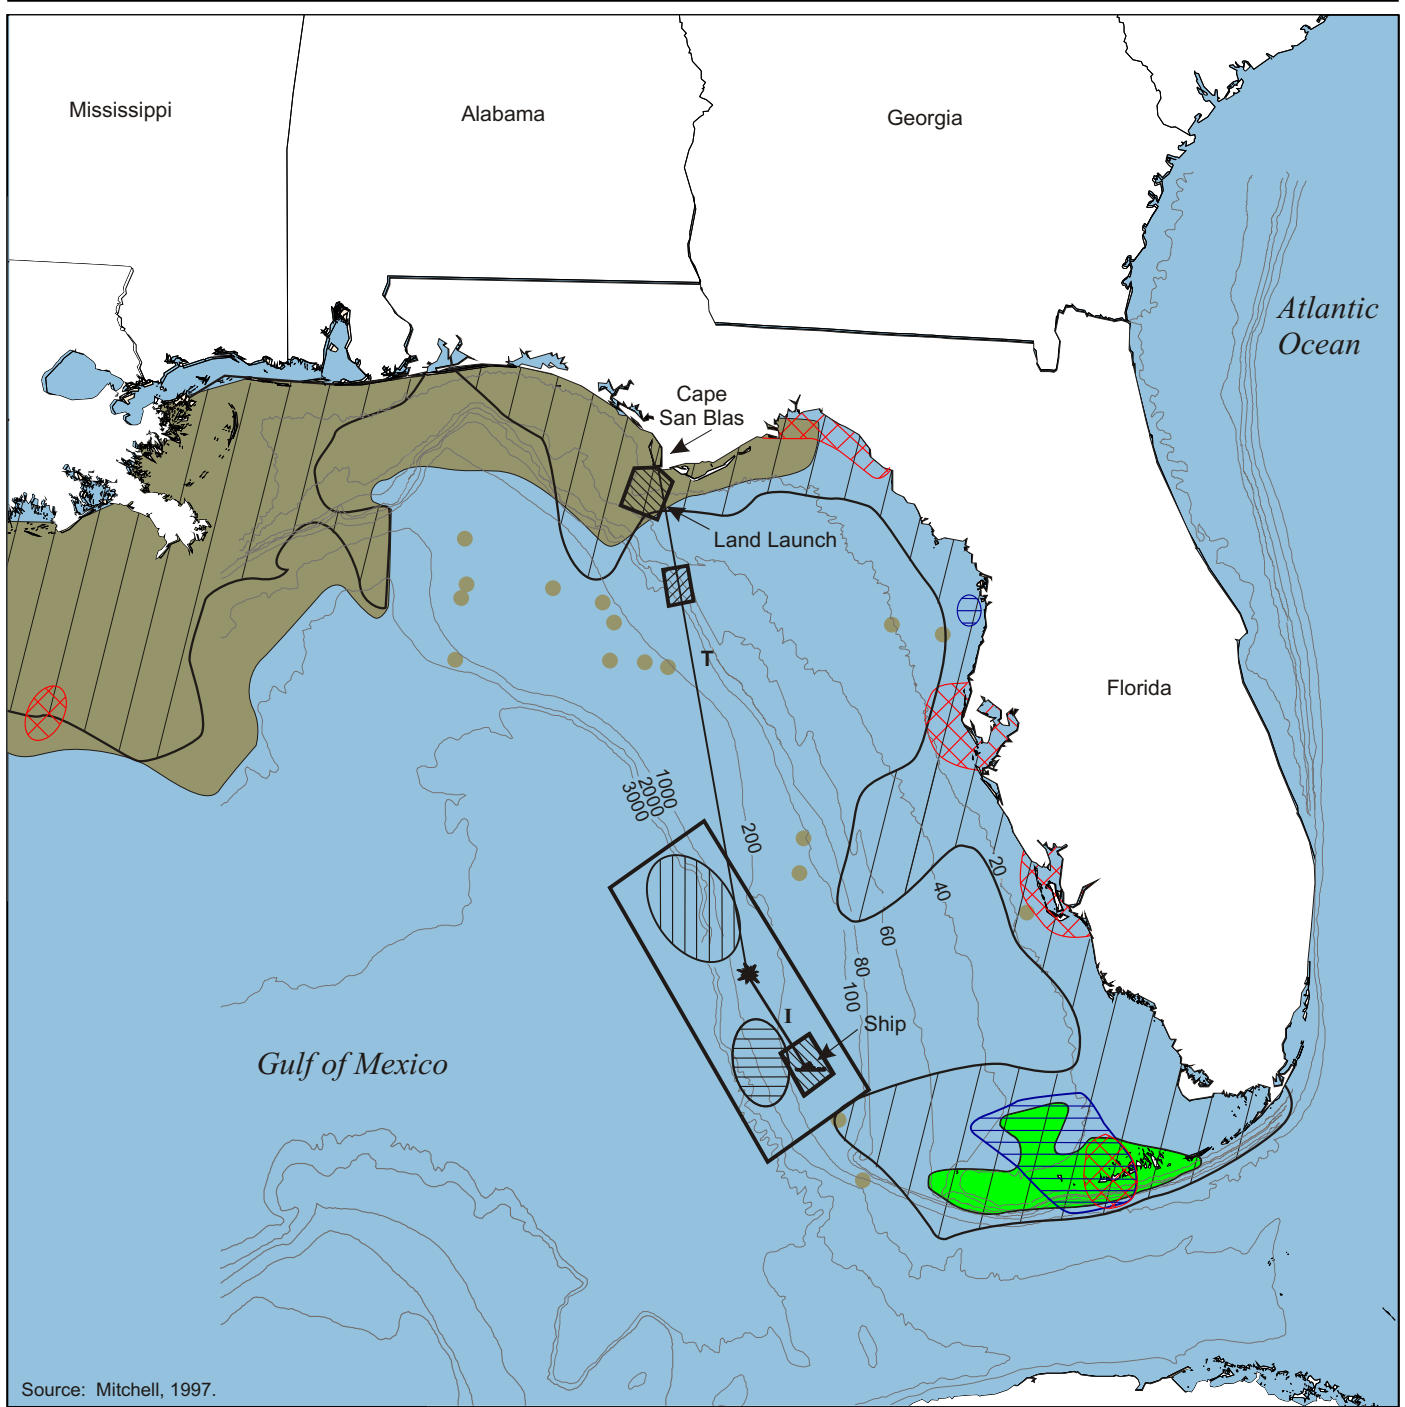 Mississippi
Alabama
Georgia
Atlantic
Ocean
Cape
San Blas
Land Launch
T
Florida
1000
2000
3000
200
20
40
60
80
100
I
Ship
Gulf of Mexico
Source: Mitchell, 1997.